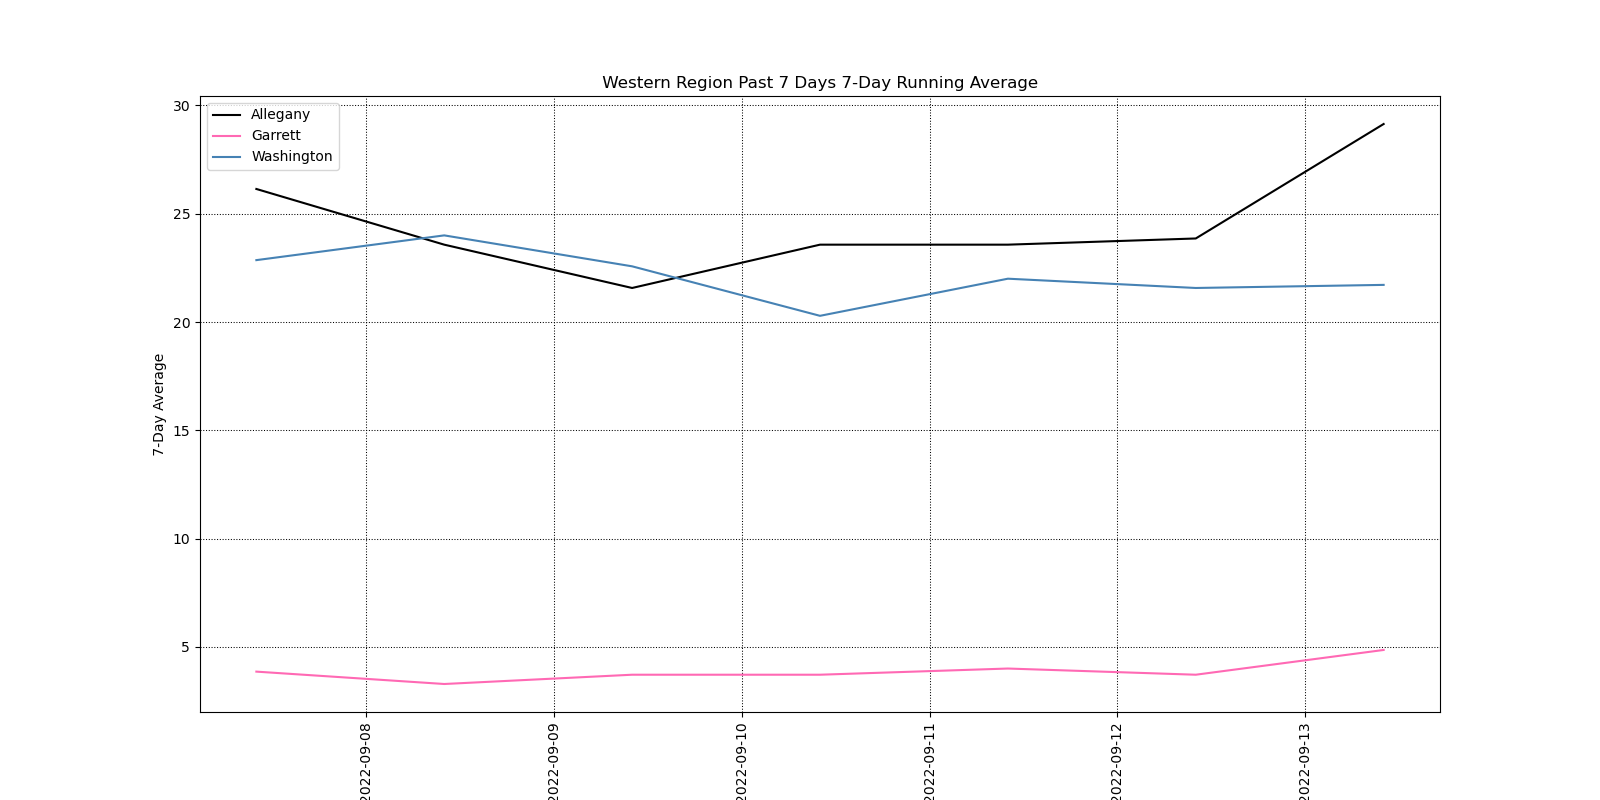 Western Region Past 7 Days 7-Day Running Average
Allegany
Garrett
Washington
7-Day Average
30
25
20
15
10
5
2022-09-08
2022-09-09
2022-09-10
2022-09-11
2022-09-12
2022-09-13